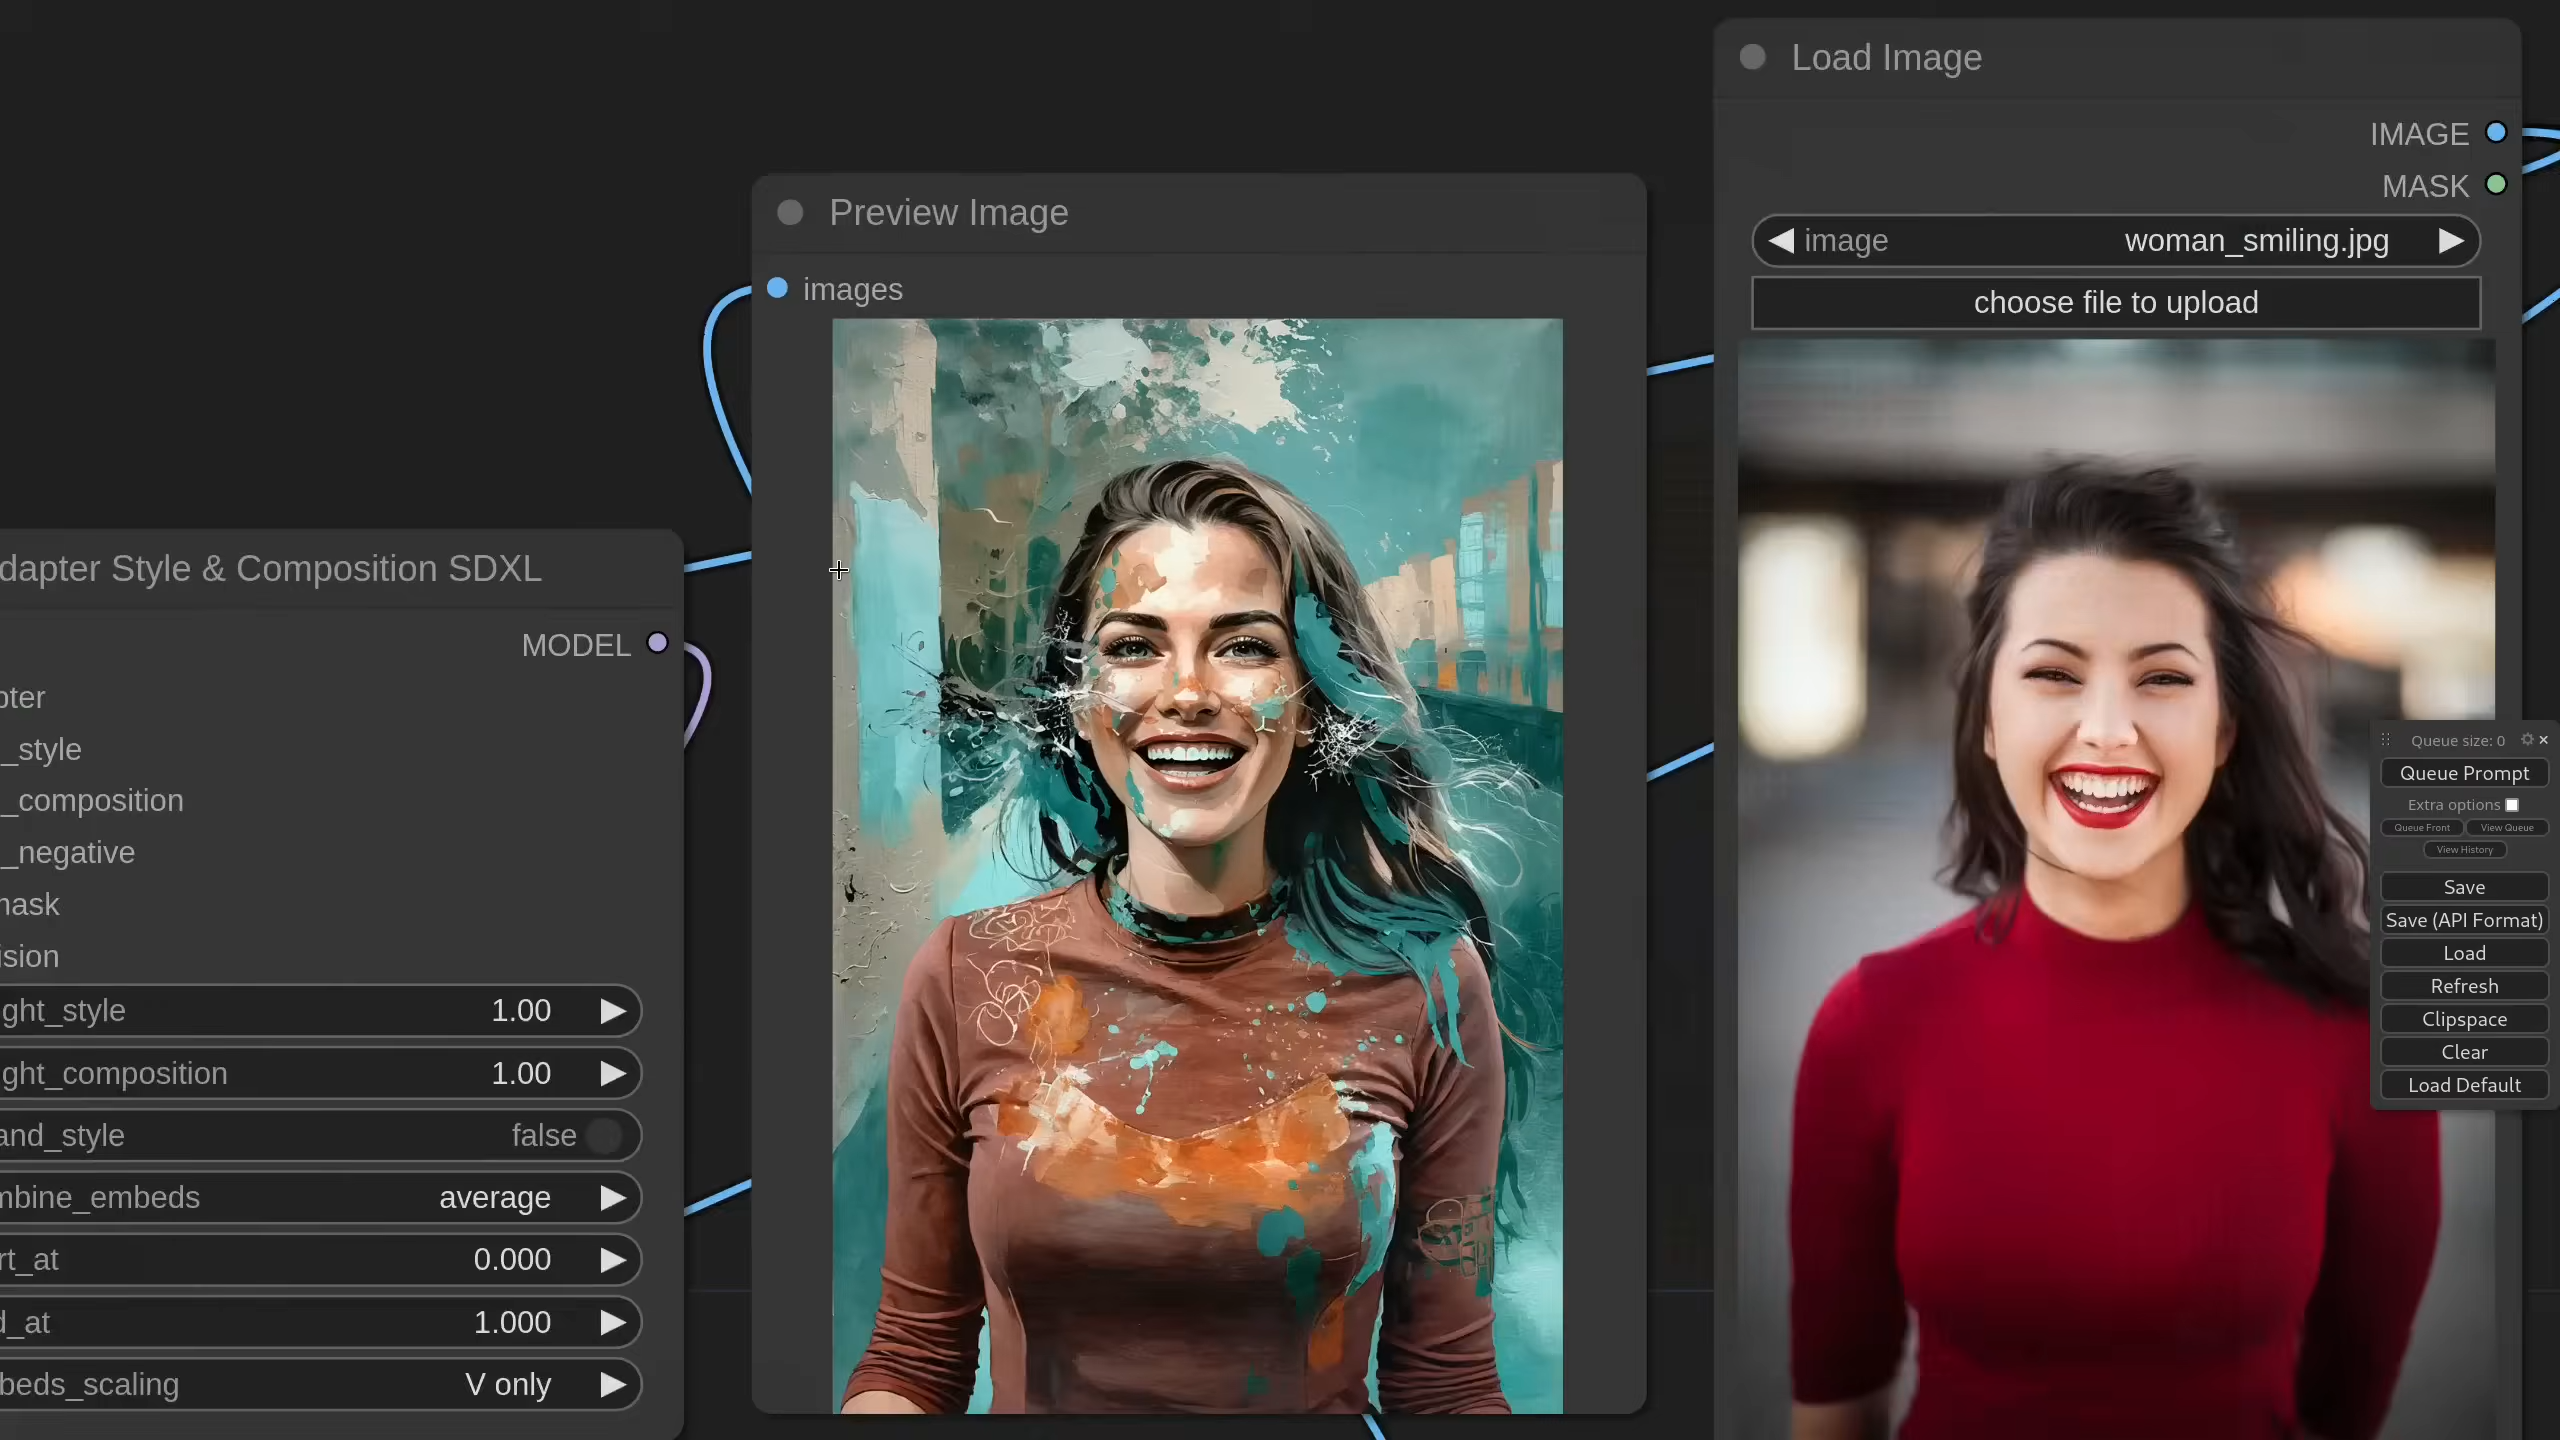 dapter Style & Composition SDXL
MODEL
pter
_style
_composition
_negative
mask
ision
ght_style 1.00
ght_composition 1.00
and_style false
mbine_embeds average
rt_at 0.000
d_at 1.000
beds_scaling V only
Preview Image
images
Load Image
IMAGE
MASK
image woman_smiling.jpg
choose file to upload
Queue size: 0
Queue Prompt
Extra options
Queue Front View Queue
View History
Save
Save (API Format)
Load
Refresh
Clipspace
Clear
Load Default